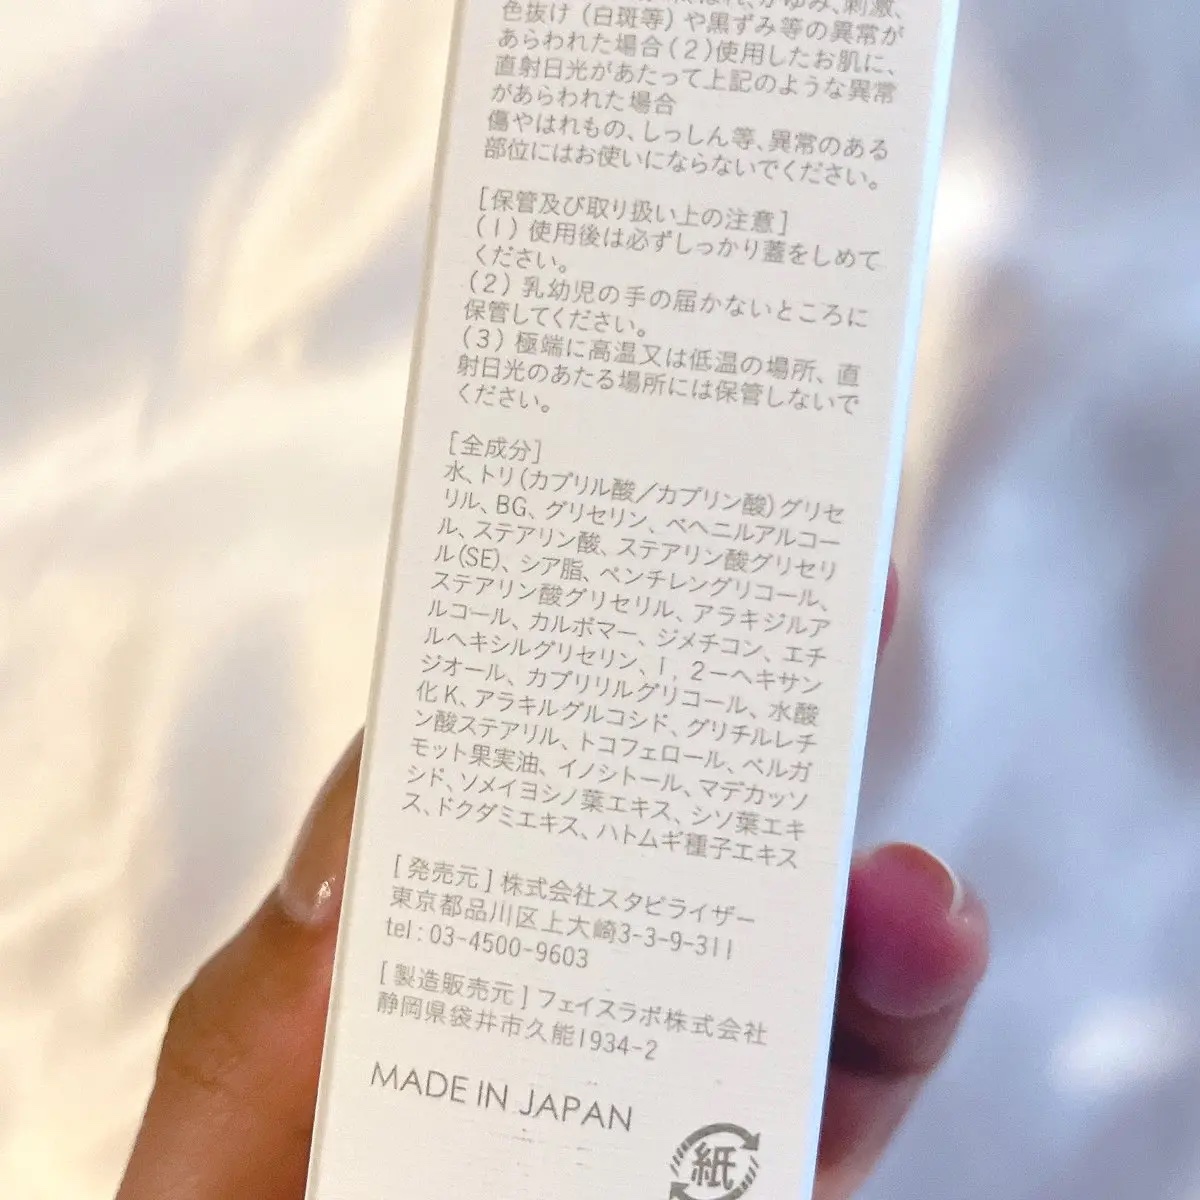 はれ、かゆみ、刺激、
色抜け（白斑等）や黒ずみ等の異常が
あらわれた場合（2）使用したお肌に、
直射日光があたって上記のような異常
があらわれた場合
傷やはれもの、しっしん等、異常のある
部位にはお使いにならないでください。
［保管及び取り扱い上の注意］
（1）使用後は必ずしっかり蓋をしめて
ください。
（2）乳幼児の手の届かないところに
保管してください。
（3）極端に高温又は低温の場所、直
射日光のあたる場所には保管しないで
ください。
［全成分］
水、トリ（カプリル酸／カプリン酸）グリセ
リル、BG、グリセリン、ベヘニルアルコー
ル、ステアリン酸、ステアリン酸グリセリ
ル（SE）、シア脂、ペンチレングリコール、
ステアリン酸グリセリル、アラキジルア
ルコール、カルボマー、ジメチコン、エチ
ルヘキシルグリセリン、1，2－ヘキサン
ジオール、カプリリルグリコール、水酸
化K、アラキルグルコシド、グリチルレチ
ン酸ステアリル、トコフェロール、ベルガ
モット果実油、イノシトール、マデカッソ
シド、ソメイヨシノ葉エキス、シソ葉エキ
ス、ドクダミエキス、ハトムギ種子エキス
［発売元］株式会社スタビライザー
東京都品川区上大崎3-3-9-311
tel：03-4500-9603
［製造販売元］フェイスラボ株式会社
静岡県袋井市久能1934-2
MADE IN JAPAN
紙